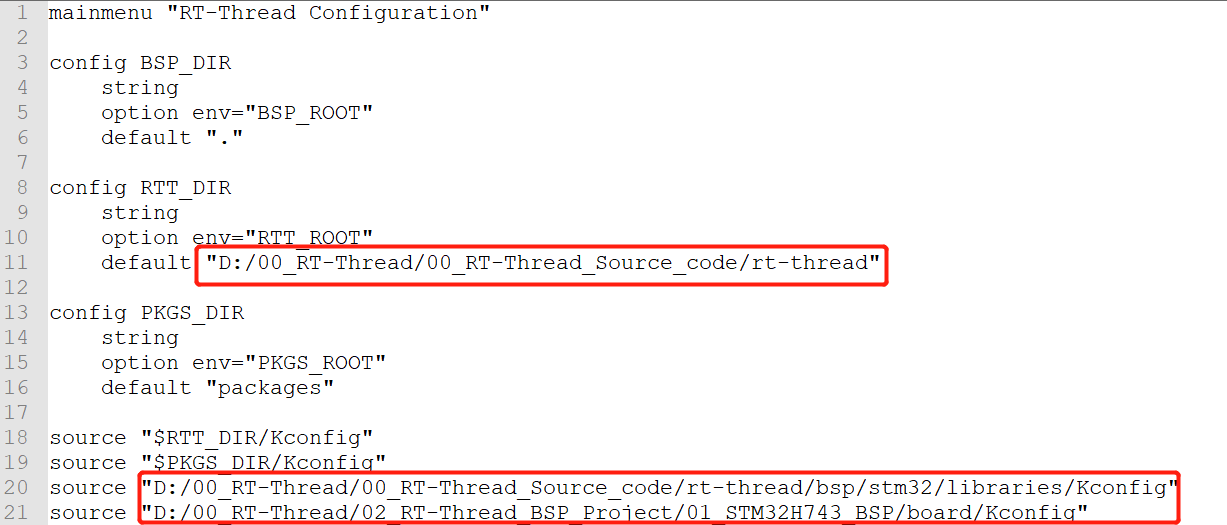 1 mainmenu "RT-Thread Configuration"
2
3 config BSP_DIR
4     string
5     option env="BSP_ROOT"
6     default "."
7
8 config RTT_DIR
9     string
10     option env="RTT_ROOT"
11     default "D:/00_RT-Thread/00_RT-Thread_Source_code/rt-thread"
12
13 config PKGS_DIR
14     string
15     option env="PKGS_ROOT"
16     default "packages"
17
18 source "$RTT_DIR/Kconfig"
19 source "$PKGS_DIR/Kconfig"
20 source "D:/00_RT-Thread/00_RT-Thread_Source_code/rt-thread/bsp/stm32/libraries/Kconfig"
21 source "D:/00_RT-Thread/02_RT-Thread_BSP_Project/01_STM32H743_BSP/board/Kconfig"